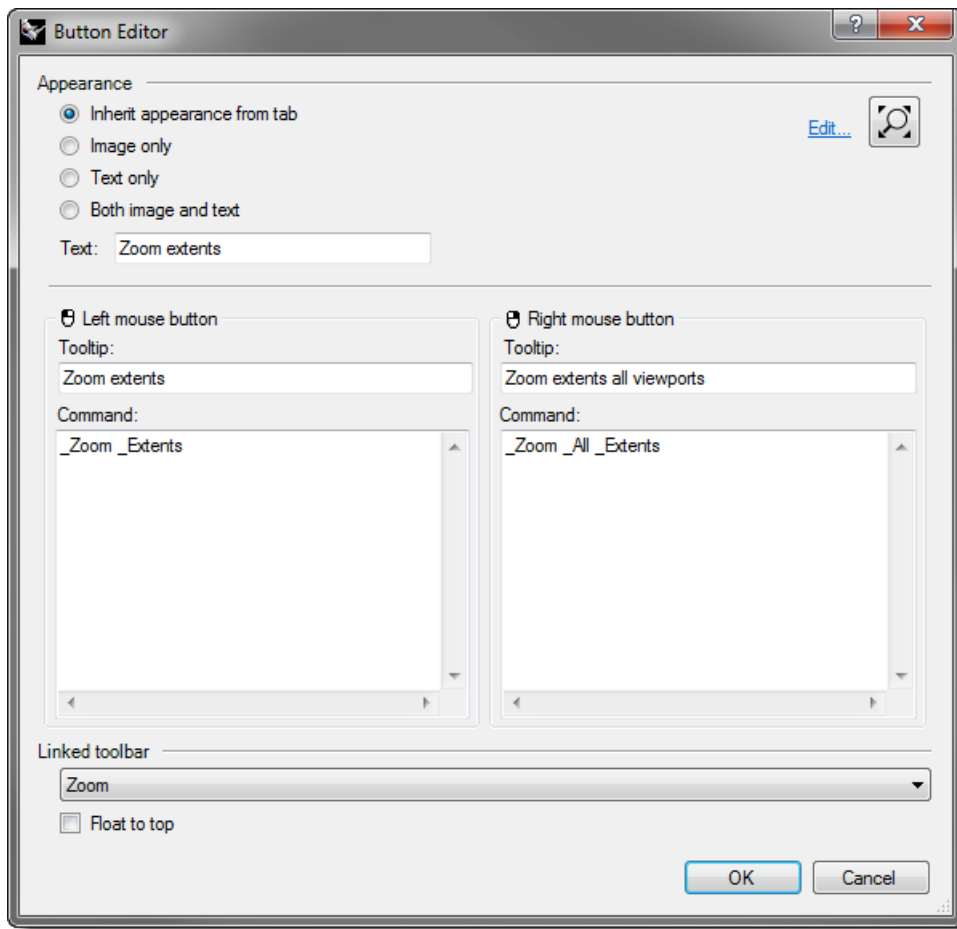 Button Editor
Appearance
Inherit appearance from tab
Edit...
Image only
Text only
Both image and text
Text: Zoom extents
Left mouse button
Tooltip:
Zoom extents
Command:
_Zoom _Extents
Right mouse button
Tooltip:
Zoom extents all viewports
Command:
_Zoom _All _Extents
Linked toolbar
Zoom
Float to top
OK Cancel